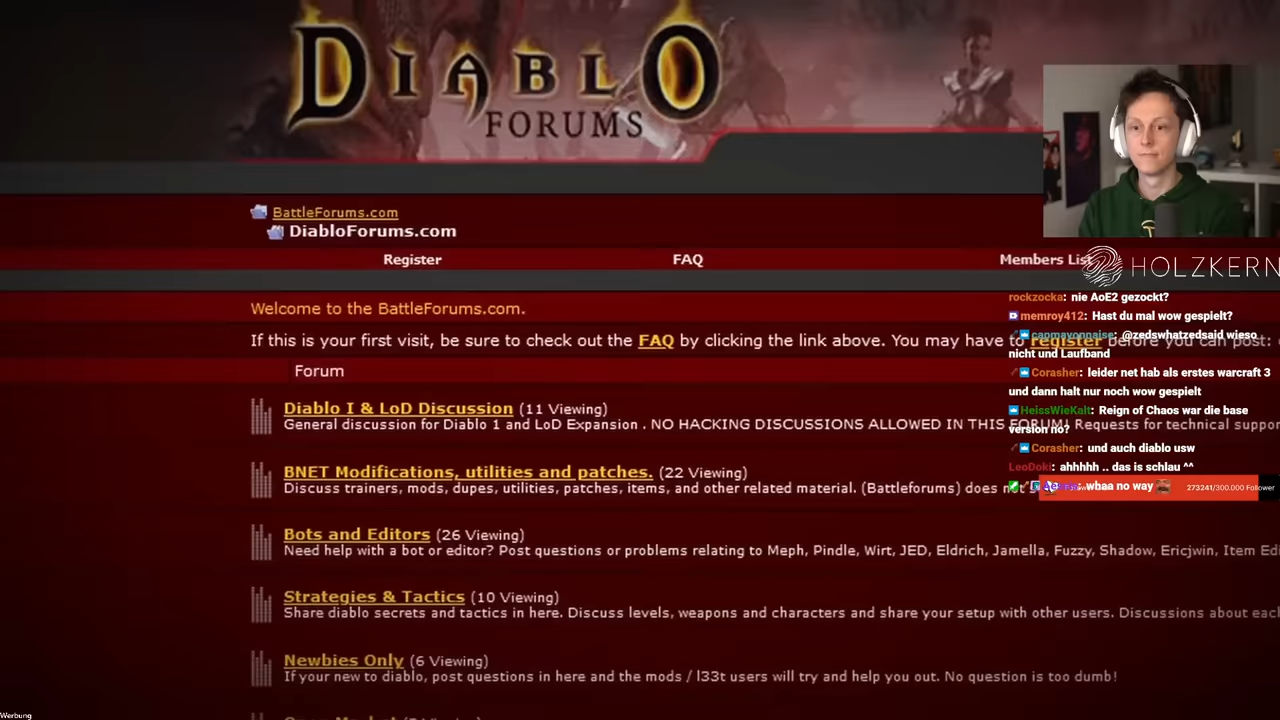 DIABLO
FORUMS
BattleForums.com
DiabloForums.com
Register FAQ Members List
HOLZKERN
Welcome to the BattleForums.com.
If this is your first visit, be sure to check out the FAQ by clicking the link above. You may have to register before you can post:
Forum
Diablo I & LoD Discussion (11 Viewing)
General discussion for Diablo 1 and LoD Expansion . NO HACKING DISCUSSIONS ALLOWED IN THIS FORUM! Requests for technical suppor
BNET Modifications, utilities and patches. (22 Viewing)
Discuss trainers, mods, dupes, utilities, patches, items, and other related material. (Battleforums) does not
Bots and Editors (26 Viewing)
Need help with a bot or editor? Post questions or problems relating to Meph, Pindle, Wirt, JED, Eldrich, Jamella, Fuzzy, Shadow, Ericjwin, Item Edi
Strategies & Tactics (10 Viewing)
Share diablo secrets and tactics in here. Discuss levels, weapons and characters and share your setup with other users. Discussions about eac
Newbies Only (6 Viewing)
If your new to diablo, post questions in here and the mods / l33t users will try and help you out. No question is too dumb!
rockzocka: nie AoE2 gezockt?
memroy412: Hast du mal wow gespielt?
capmayonnaise: @zedswhatzedsaid wieso
nicht und Laufband
Corasher: leider net hab als erstes warcraft 3
und dann halt nur noch wow gespielt
HeissWieKalt: Reign of Chaos war die base
version no?
Corasher: und auch diablo usw
LeoDoki: ahhhhh .. das is schlau ^^
whaa no way
273241/300.000 Follower
Werbung